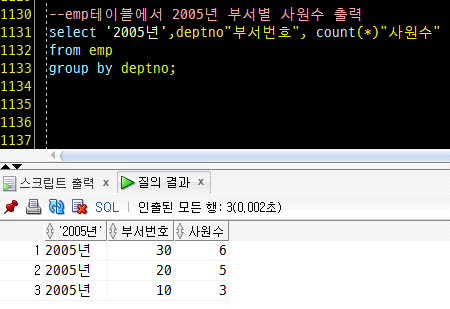 1130 --emp테이블에서 2005년 부서별 사원수 출력
1131 select '2005년',deptno"부서번호", count(*)"사원수"
1132 from emp
1133 group by deptno;
1134
1135
1136
1137
스크립트 출력 x 질의 결과 x
SQL | 인출된 모든 행: 3(0,002초)
'2005년' 부서번호 사원수
1 2005년 30 6
2 2005년 20 5
3 2005년 10 3